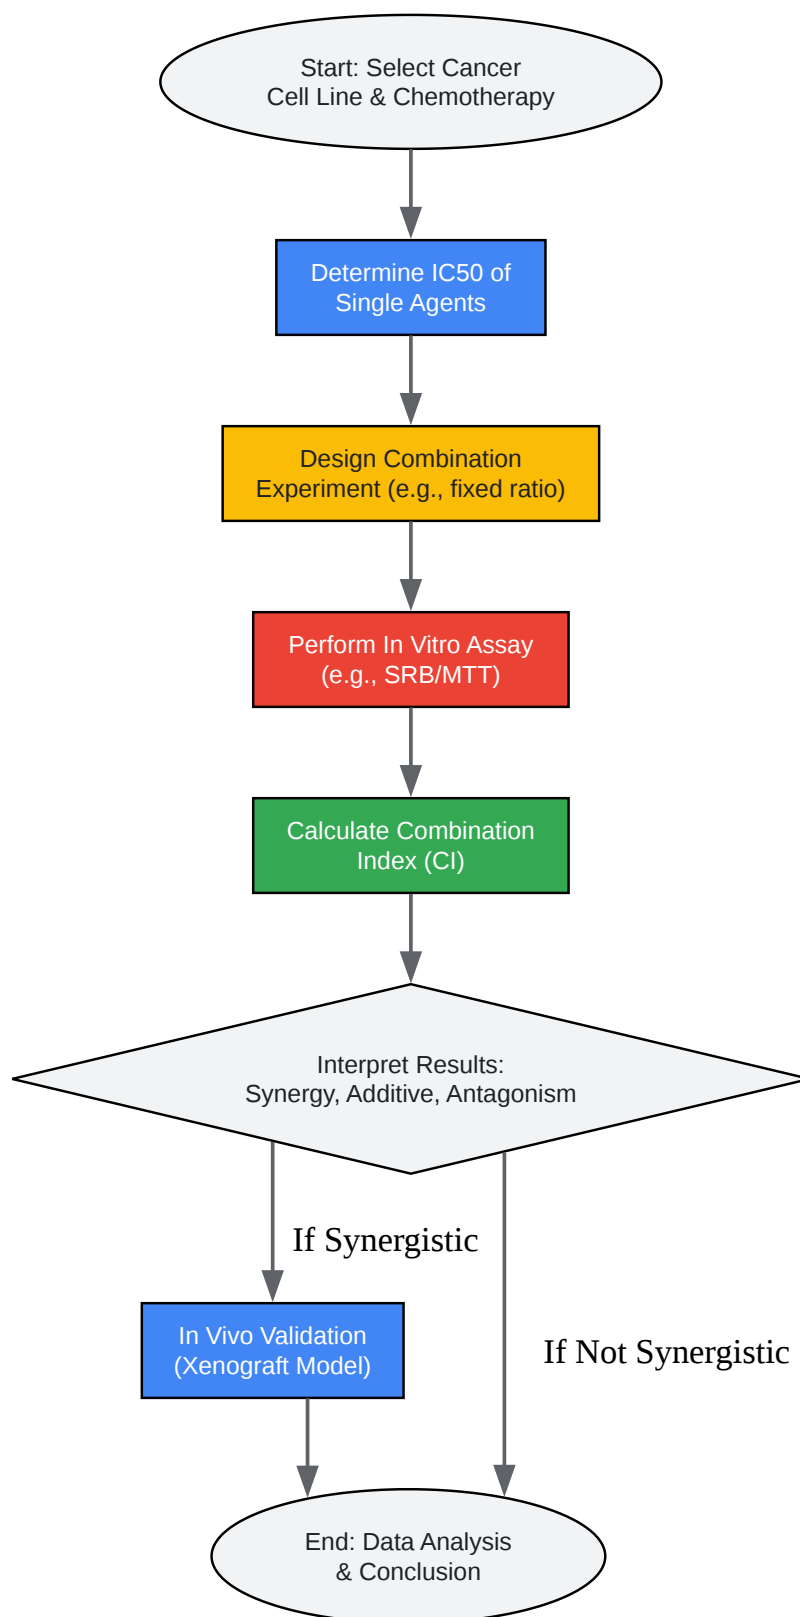 Start: Select Cancer
Cell Line & Chemotherapy
Determine IC50 of
Single Agents
Design Combination
Experiment (e.g., fixed ratio)
Perform In Vitro Assay
(e.g., SRB/MTT)
Calculate Combination
Index (CI)
Interpret Results:
Synergy, Additive, Antagonism
If Synergistic
In Vivo Validation
(Xenograft Model)
If Not Synergistic
End: Data Analysis
& Conclusion